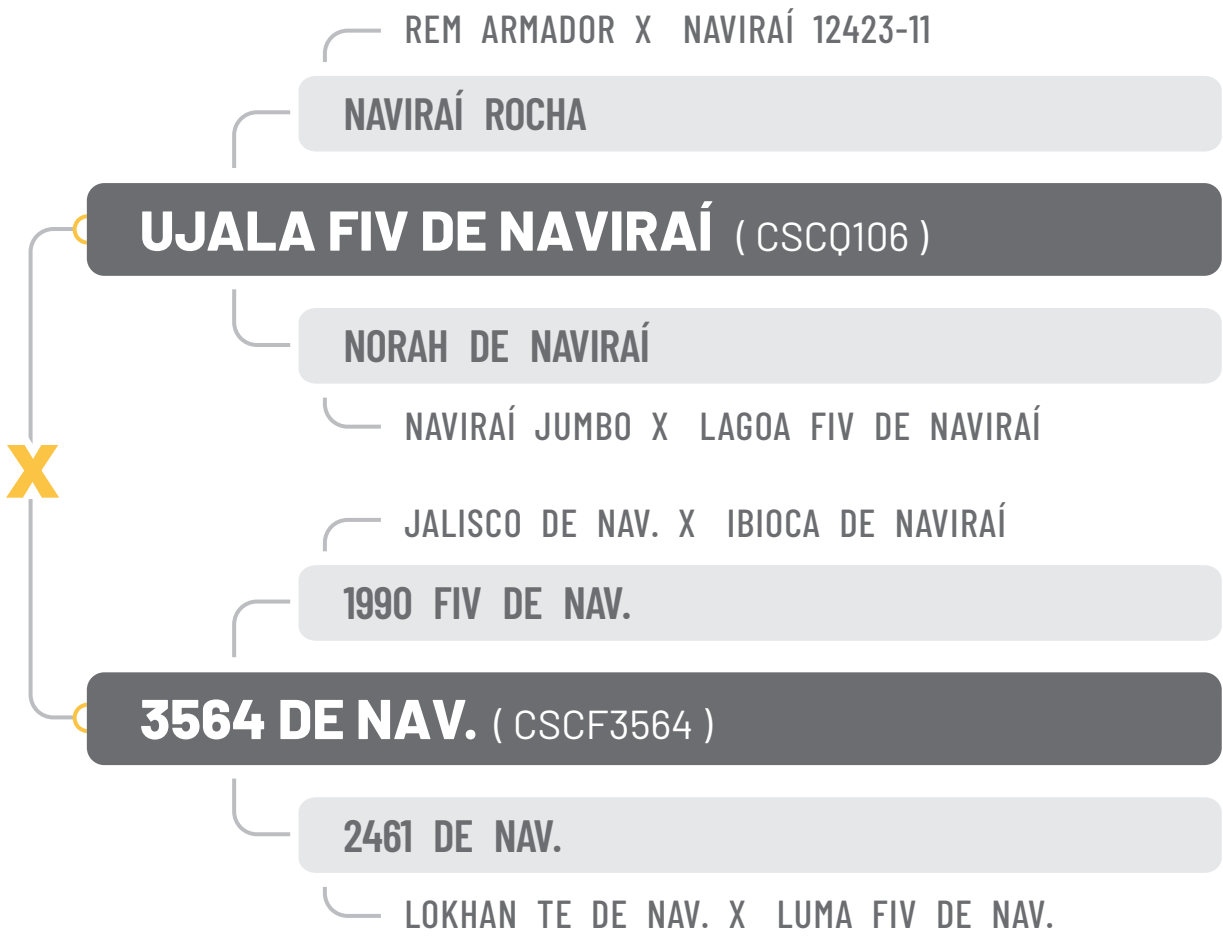 REM ARMADOR X NAVIRAÍ 12423-11
NAVIRAÍ ROCHA
UJALA FIV DE NAVIRAÍ ( CSCQ106 )
NORAH DE NAVIRAÍ
NAVIRAÍ JUMBO X LAGOA FIV DE NAVIRAÍ
X
JALISCO DE NAV. X IBIOCA DE NAVIRAÍ
1990 FIV DE NAV.
3564 DE NAV. ( CSCF3564 )
2461 DE NAV.
LOKHAN TE DE NAV. X LUMA FIV DE NAV.